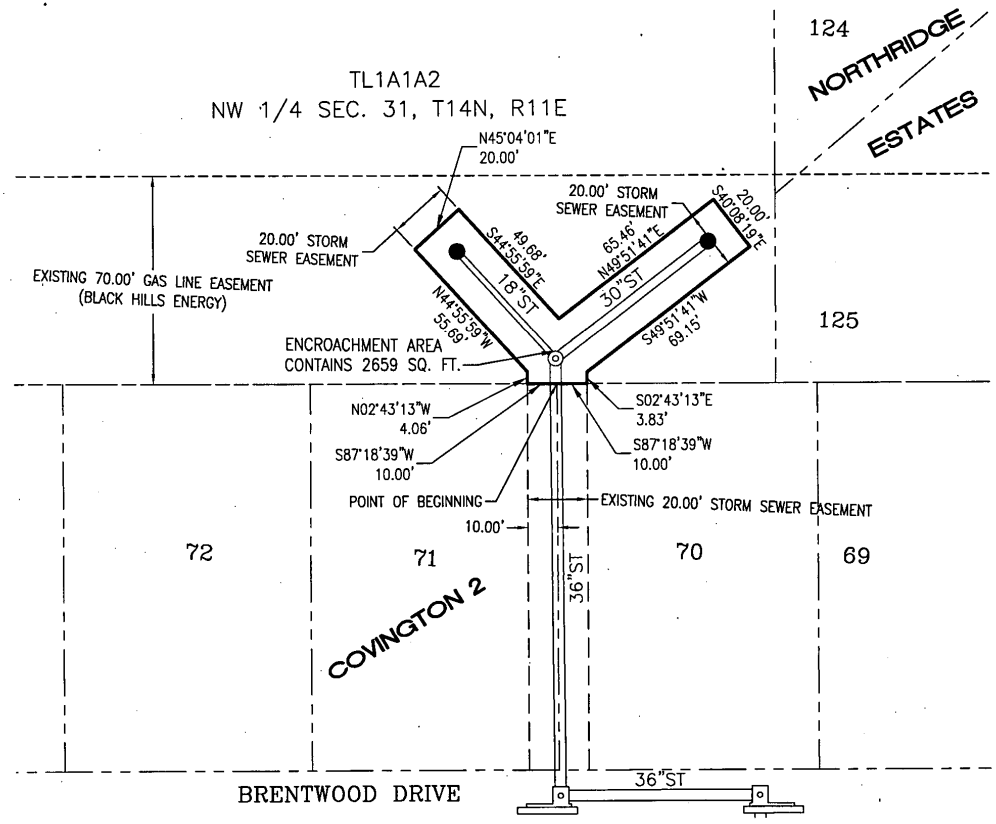 124
NORTHRIDGE
ESTATES
TL1A1A2
NW 1/4 SEC. 31, T14N, R11E
N45°04'01"E
20.00'
20.00' STORM
SEWER EASEMENT
20.00'
S40°08'19"E
20.00' STORM
SEWER EASEMENT
49.68'
S44°55'59"E
18"ST
65.46'
N49°51'41"E
30"ST
EXISTING 70.00' GAS LINE EASEMENT
(BLACK HILLS ENERGY)
N44°55'59"W
55.69'
S49°51'41"W
69.15'
125
ENCROACHMENT AREA
CONTAINS 2659 SQ. FT.
N02°43'13"W
4.06'
S02°43'13"E
3.83'
S87°18'39"W
10.00'
S87°18'39"W
10.00'
POINT OF BEGINNING
EXISTING 20.00' STORM SEWER EASEMENT
10.00'
72
71
70
69
36"ST
COVINGTON 2
36"ST
BRENTWOOD DRIVE